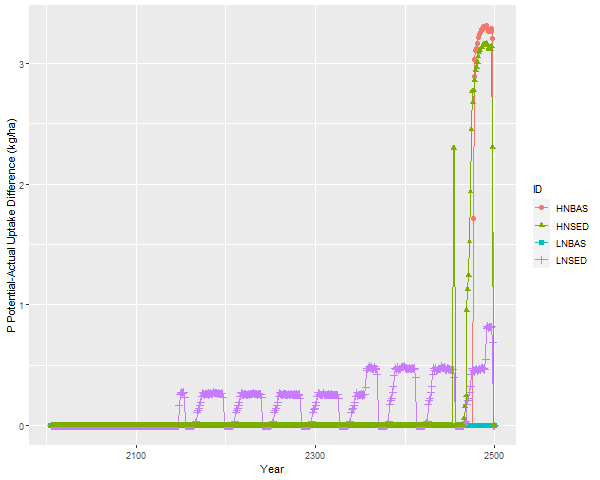 P Potential-Actual Uptake Difference (kg/ha)
3
2
1
0
2100
2300
2500
Year
ID
HNBAS
HNSED
LNBAS
LNSED